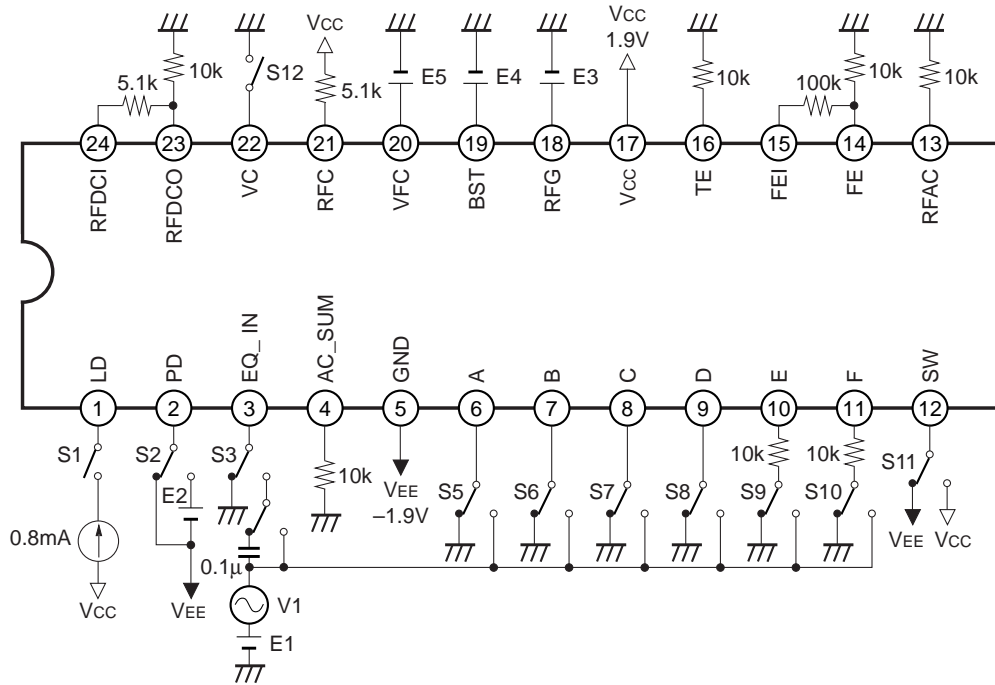 VCC
VCC
1.9V
10k
S12
5.1k
5.1k
E5
E4
E3
10k
100k
10k
10k
24
23
22
21
20
19
18
17
16
15
14
13
RFDCI
RFDCO
VC
RFC
VFC
BST
RFG
VCC
TE
FEI
FE
RFAC
LD
PD
EQ_IN
AC_SUM
GND
A
B
C
D
E
F
SW
1
2
3
4
5
6
7
8
9
10
11
12
S1
S2
S3
10k
10k
10k
S11
E2
VEE
–1.9V
S5
S6
S7
S8
S9
S10
0.8mA
0.1μ
VEE
VCC
VCC
VEE
V1
E1